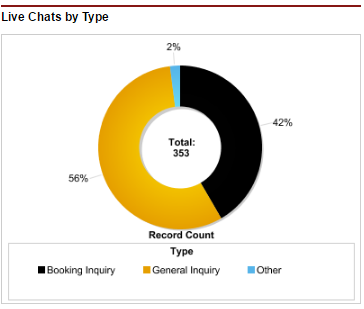 Live Chats by Type
2%
42%
Total:
353
56%
Record Count
Type
Booking Inquiry General Inquiry Other